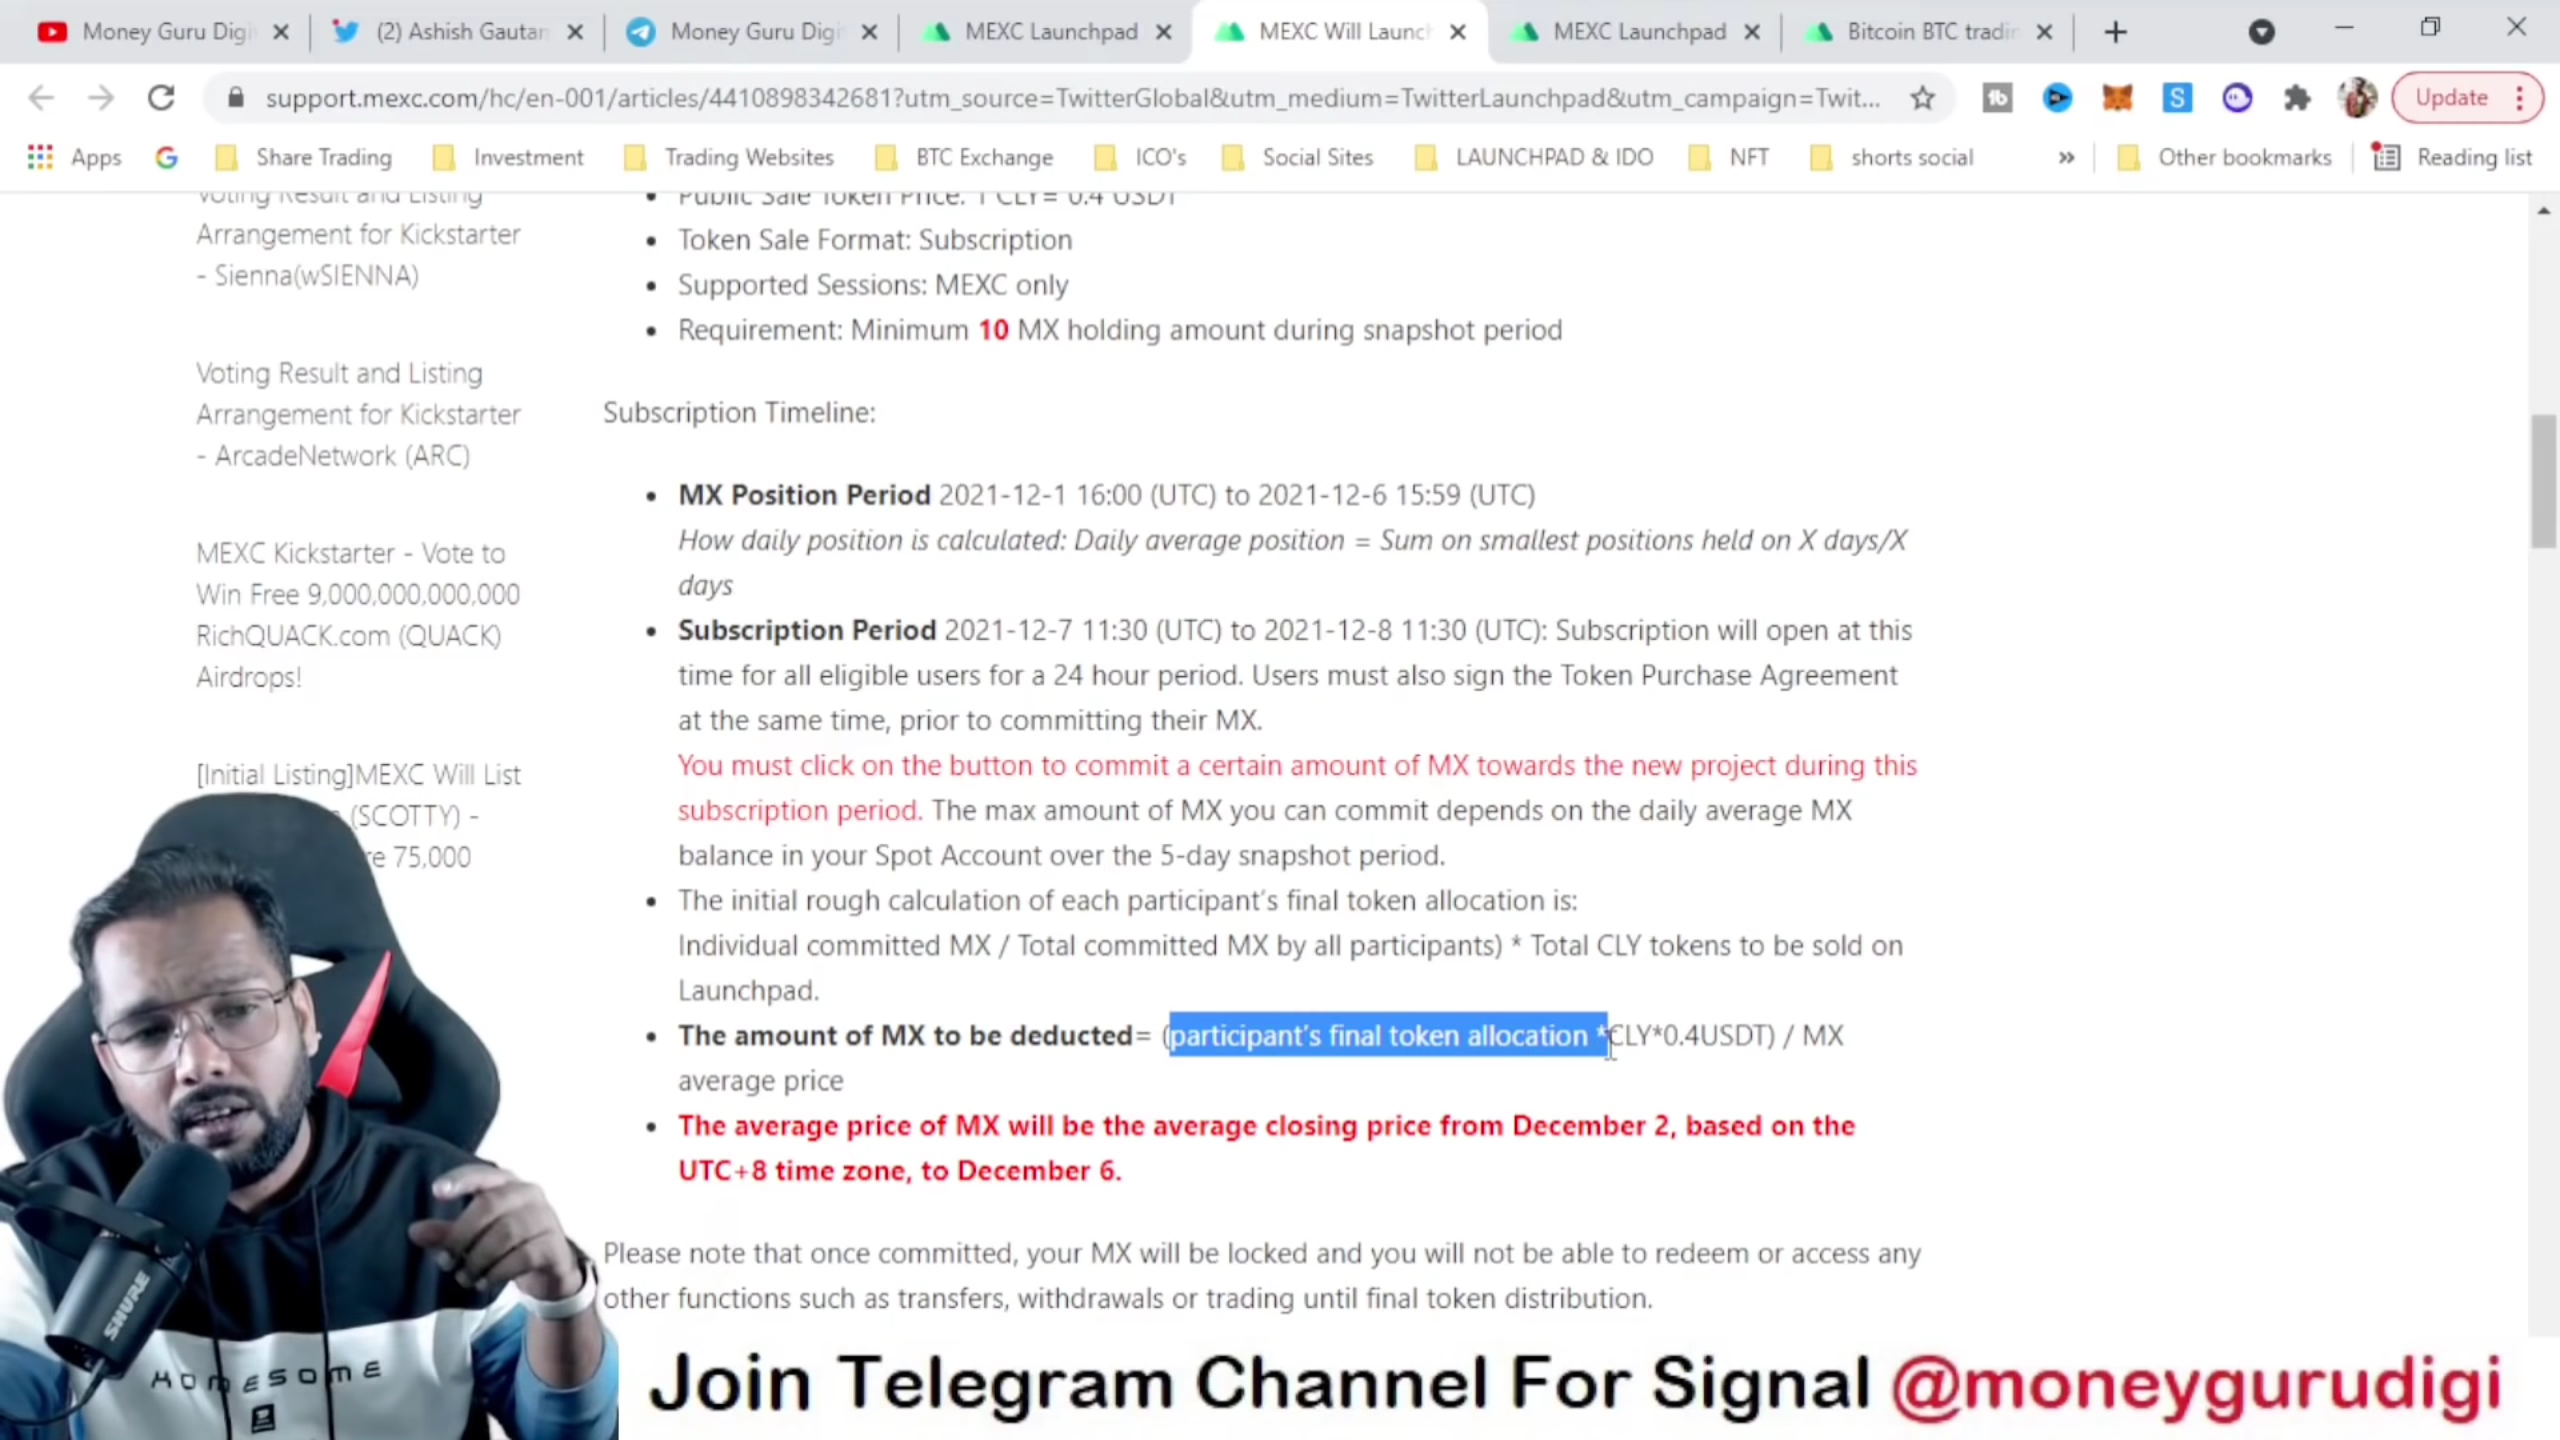 Money Guru Digi
(2) Ashish Gautam
Money Guru Digi
MEXC Launchpad
MEXC Will Launch
MEXC Launchpad
Bitcoin BTC tradin
support.mexc.com/hc/en-001/articles/4410898342681?utm_source=TwitterGlobal&utm_medium=TwitterLaunchpad&utm_campaign=Twit...
Update
Apps
Share Trading
Investment
Trading Websites
BTC Exchange
ICO's
Social Sites
LAUNCHPAD & IDO
NFT
shorts social
»
Other bookmarks
Reading list
Voting Result and Listing
Arrangement for Kickstarter
- Sienna(wSIENNA)
Voting Result and Listing
Arrangement for Kickstarter
- ArcadeNetwork (ARC)
MEXC Kickstarter - Vote to
Win Free 9,000,000,000,000
RichQUACK.com (QUACK)
Airdrops!
[Initial Listing]MEXC Will List
(SCOTTY) -
75,000
• Public Sale Token Price: 1 CLY= 0.4 USDT
• Token Sale Format: Subscription
• Supported Sessions: MEXC only
• Requirement: Minimum 10 MX holding amount during snapshot period
Subscription Timeline:
• MX Position Period 2021-12-1 16:00 (UTC) to 2021-12-6 15:59 (UTC)
How daily position is calculated: Daily average position = Sum on smallest positions held on X days/X
days
• Subscription Period 2021-12-7 11:30 (UTC) to 2021-12-8 11:30 (UTC): Subscription will open at this
time for all eligible users for a 24 hour period. Users must also sign the Token Purchase Agreement
at the same time, prior to committing their MX.
You must click on the button to commit a certain amount of MX towards the new project during this
subscription period. The max amount of MX you can commit depends on the daily average MX
balance in your Spot Account over the 5-day snapshot period.
• The initial rough calculation of each participant's final token allocation is:
Individual committed MX / Total committed MX by all participants) * Total CLY tokens to be sold on
Launchpad.
• The amount of MX to be deducted= (participant's final token allocation *CLY*0.4USDT) / MX
average price
• The average price of MX will be the average closing price from December 2, based on the
UTC+8 time zone, to December 6.
Please note that once committed, your MX will be locked and you will not be able to redeem or access any
other functions such as transfers, withdrawals or trading until final token distribution.
SHURE
Join Telegram Channel For Signal @moneygurudigi